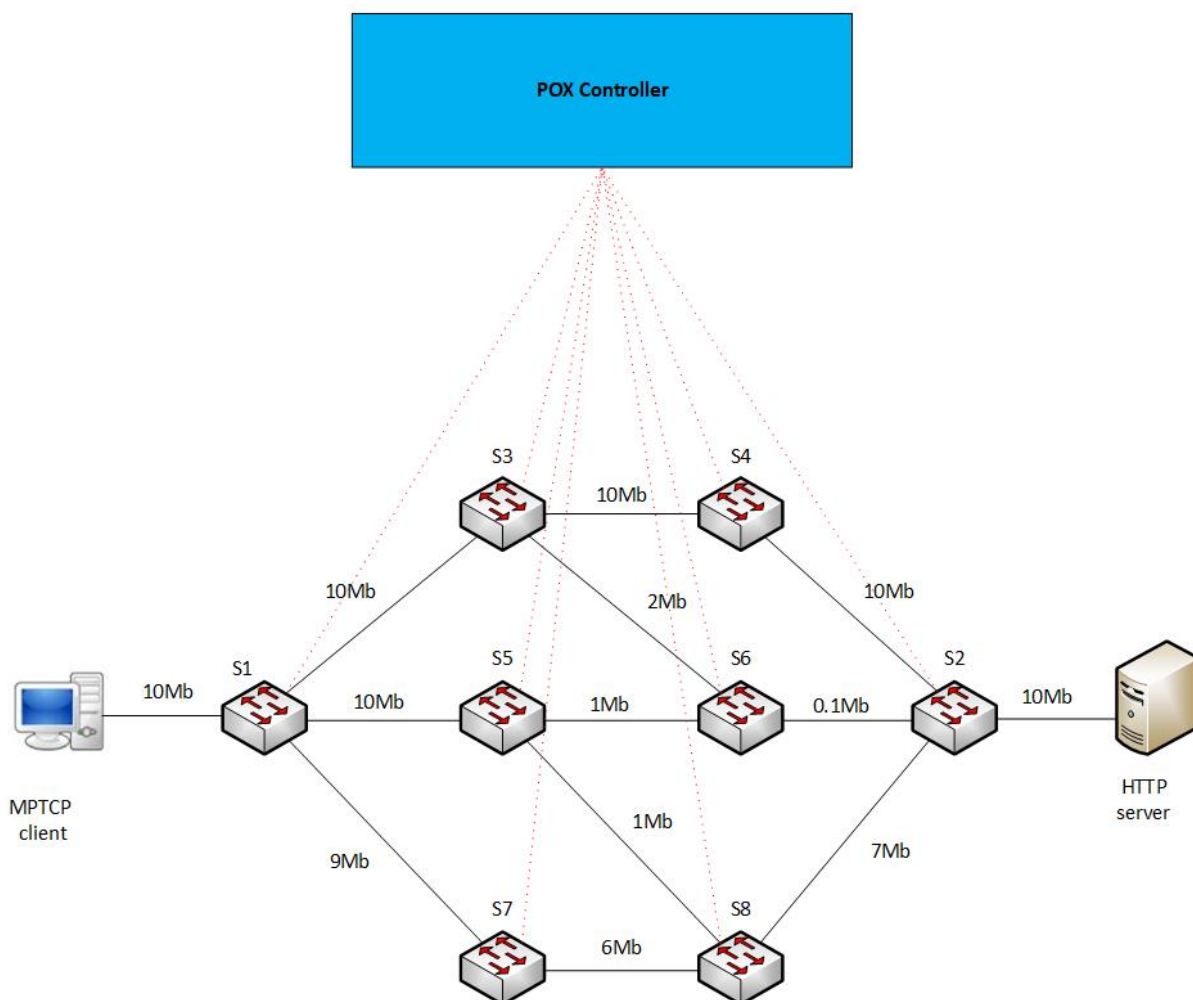 POX Controller
S3
S4
10Mb
10Mb
10Mb
2Mb
S1
S5
S6
S2
10Mb
10Mb
1Mb
0.1Mb
10Mb
MPTCP
client
HTTP
server
1Mb
7Mb
9Mb
S7
S8
6Mb